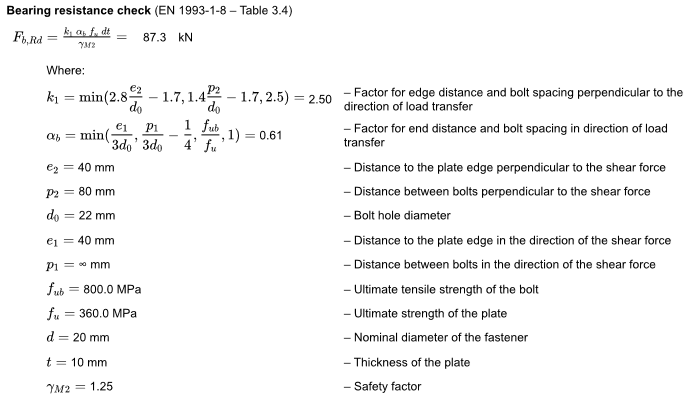 Bearing resistance check (EN 1993-1-8 – Table 3.4)
F_{b,Rd} = \frac{k_1 α_b f_u dt}{γ_{M2}} = 87.3 kN
Where:
k_1 = min(2.8\frac{e_2}{d_0} − 1.7, 1.4\frac{p_2}{d_0} − 1.7, 2.5) = 2.50 – Factor for edge distance and bolt spacing perpendicular to the
direction of load transfer
α_b = min(\frac{e_1}{3d_0}, \frac{p_1}{3d_0} − \frac{1}{4}, \frac{f_{ub}}{f_u}, 1) = 0.61 – Factor for end distance and bolt spacing in direction of load
transfer
e_2 = 40 mm – Distance to the plate edge perpendicular to the shear force
p_2 = 80 mm – Distance between bolts perpendicular to the shear force
d_0 = 22 mm – Bolt hole diameter
e_1 = 40 mm – Distance to the plate edge in the direction of the shear force
p_1 = ∞ mm – Distance between bolts in the direction of the shear force
f_{ub} = 800.0 MPa – Ultimate tensile strength of the bolt
f_u = 360.0 MPa – Ultimate strength of the plate
d = 20 mm – Nominal diameter of the fastener
t = 10 mm – Thickness of the plate
γ_{M2} = 1.25 – Safety factor